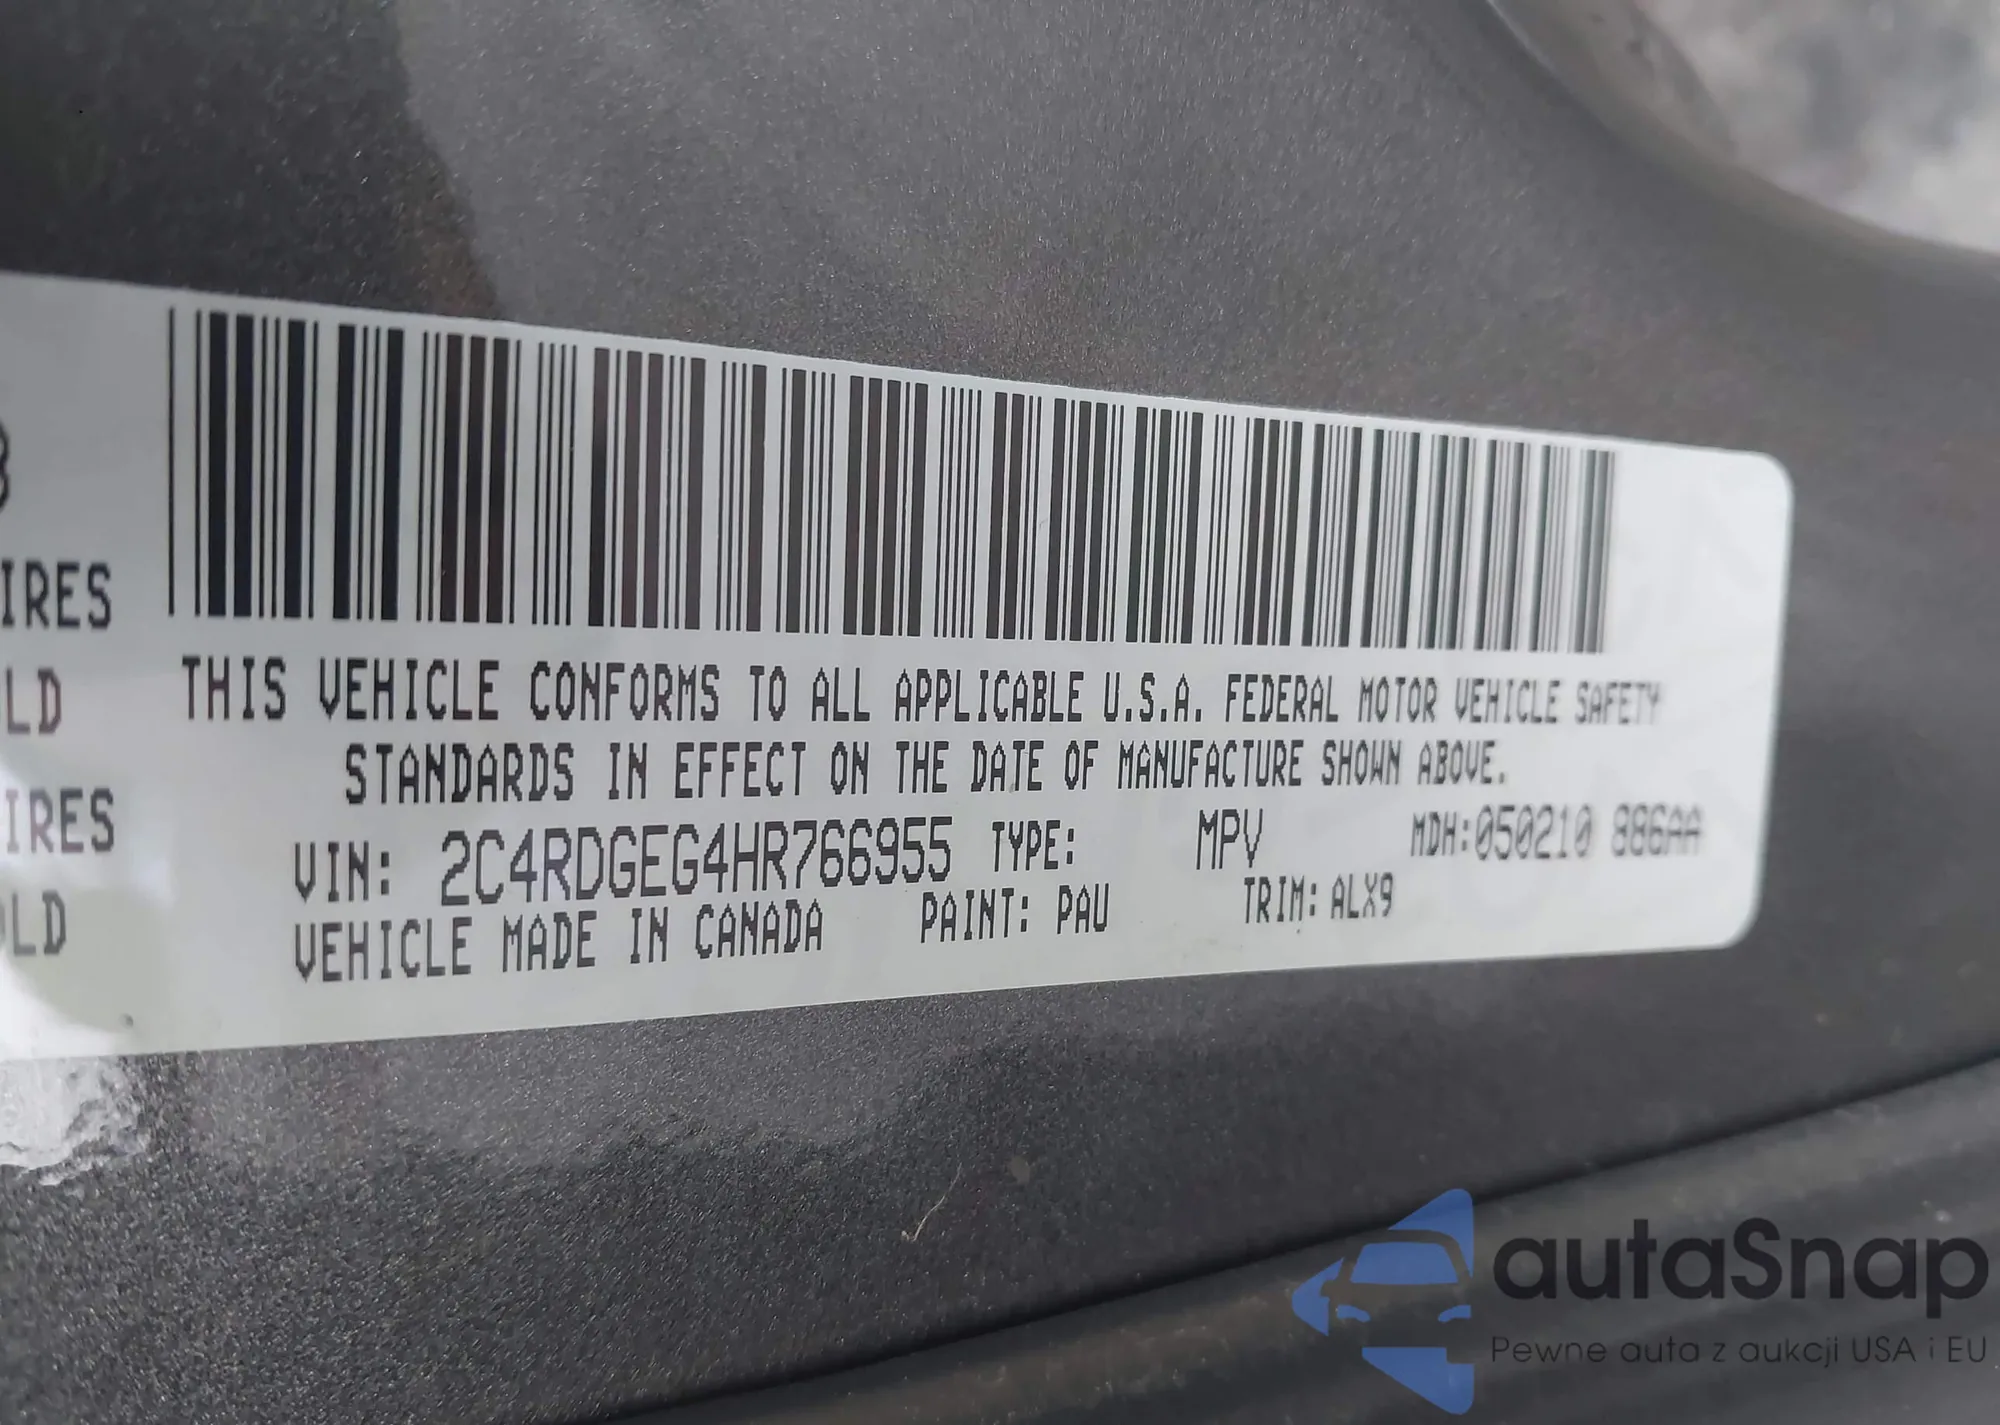 3
IRES
LD
IRES
OLD
THIS VEHICLE CONFORMS TO ALL APPLICABLE U.S.A. FEDERAL MOTOR VEHICLE SAFETY
STANDARDS IN EFFECT ON THE DATE OF MANUFACTURE SHOWN ABOVE.
VIN: 2C4RDGEG4HR766955 TYPE: MPV MDH:050210 886AA
VEHICLE MADE IN CANADA PAINT: PAU TRIM: ALX9
autaSnap
Pewne auta z aukcji USA i EU